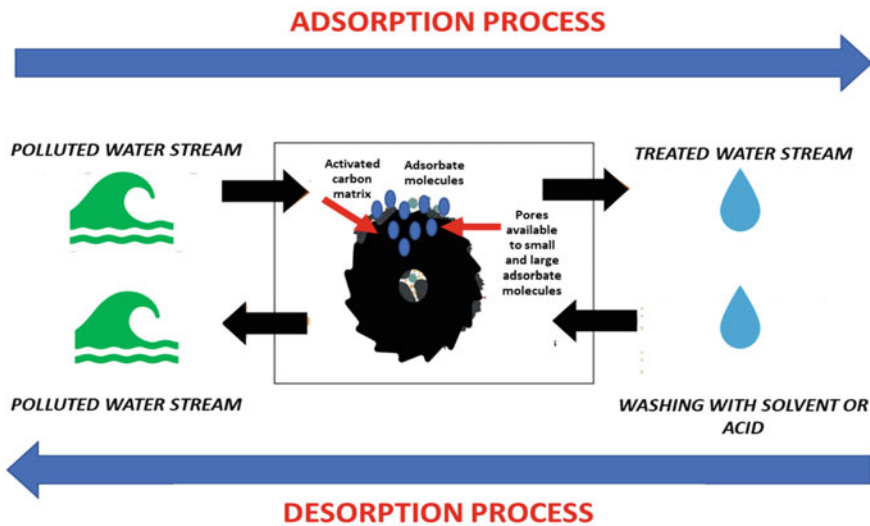 ADSORPTION PROCESS
POLLUTED WATER STREAM
Activated
carbon
matrix
Adsorbate
molecules
TREATED WATER STREAM
Pores
available
to small
and large
adsorbate
molecules
POLLUTED WATER STREAM
WASHING WITH SOLVENT OR
ACID
DESORPTION PROCESS